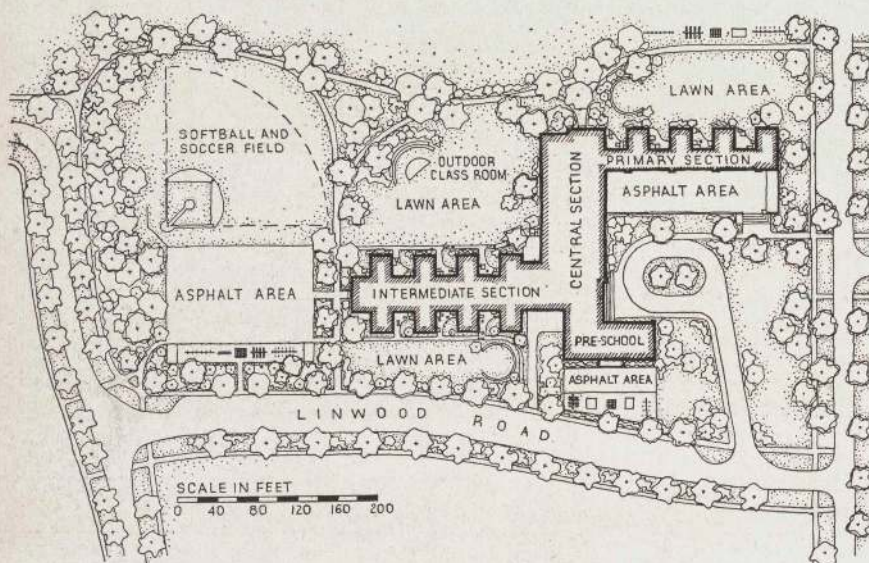 LAWN AREA
SOFTBALL AND
SOCCER FIELD
OUTDOOR
CLASS ROOM
LAWN AREA
PRIMARY SECTION
ASPHALT AREA
CENTRAL SECTION
ASPHALT AREA
INTERMEDIATE SECTION
PRE-SCHOOL
LAWN AREA
ASPHALT AREA
LINWOOD ROAD
SCALE IN FEET
0 40 80 120 160 200